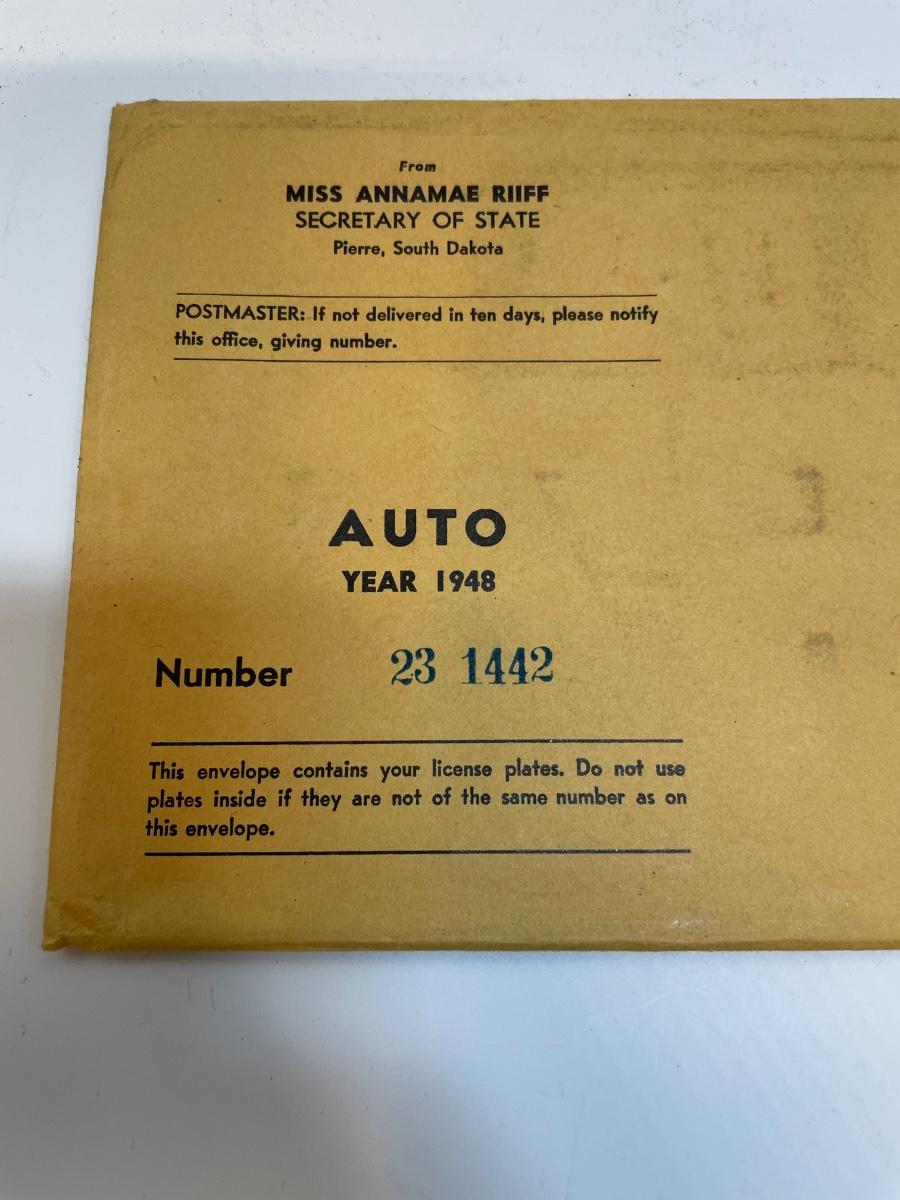 From
MISS ANNAMAE RIIFF
SECRETARY OF STATE
Pierre, South Dakota
POSTMASTER: If not delivered in ten days, please notify
this office, giving number.
AUTO
YEAR 1948
Number 23 1442
This envelope contains your license plates. Do not use
plates inside if they are not of the same number as on
this envelope.